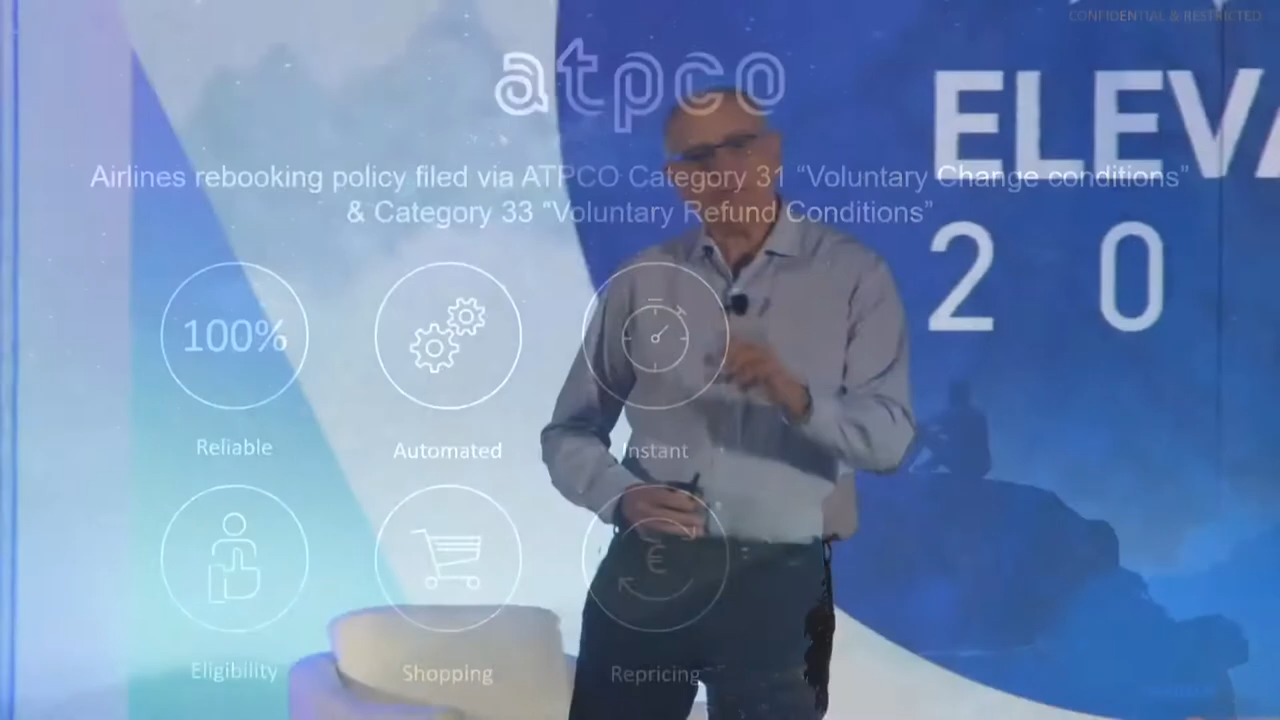 CONFIDENTIAL & RESTRICTED
atpco
ELEVA
Airlines rebooking policy filed via ATPCO Category 31 “Voluntary Change conditions”
& Category 33 “Voluntary Refund Conditions”
2 0
100%
Reliable
Automated
Instant
€
Eligibility
Shopping
Repricing